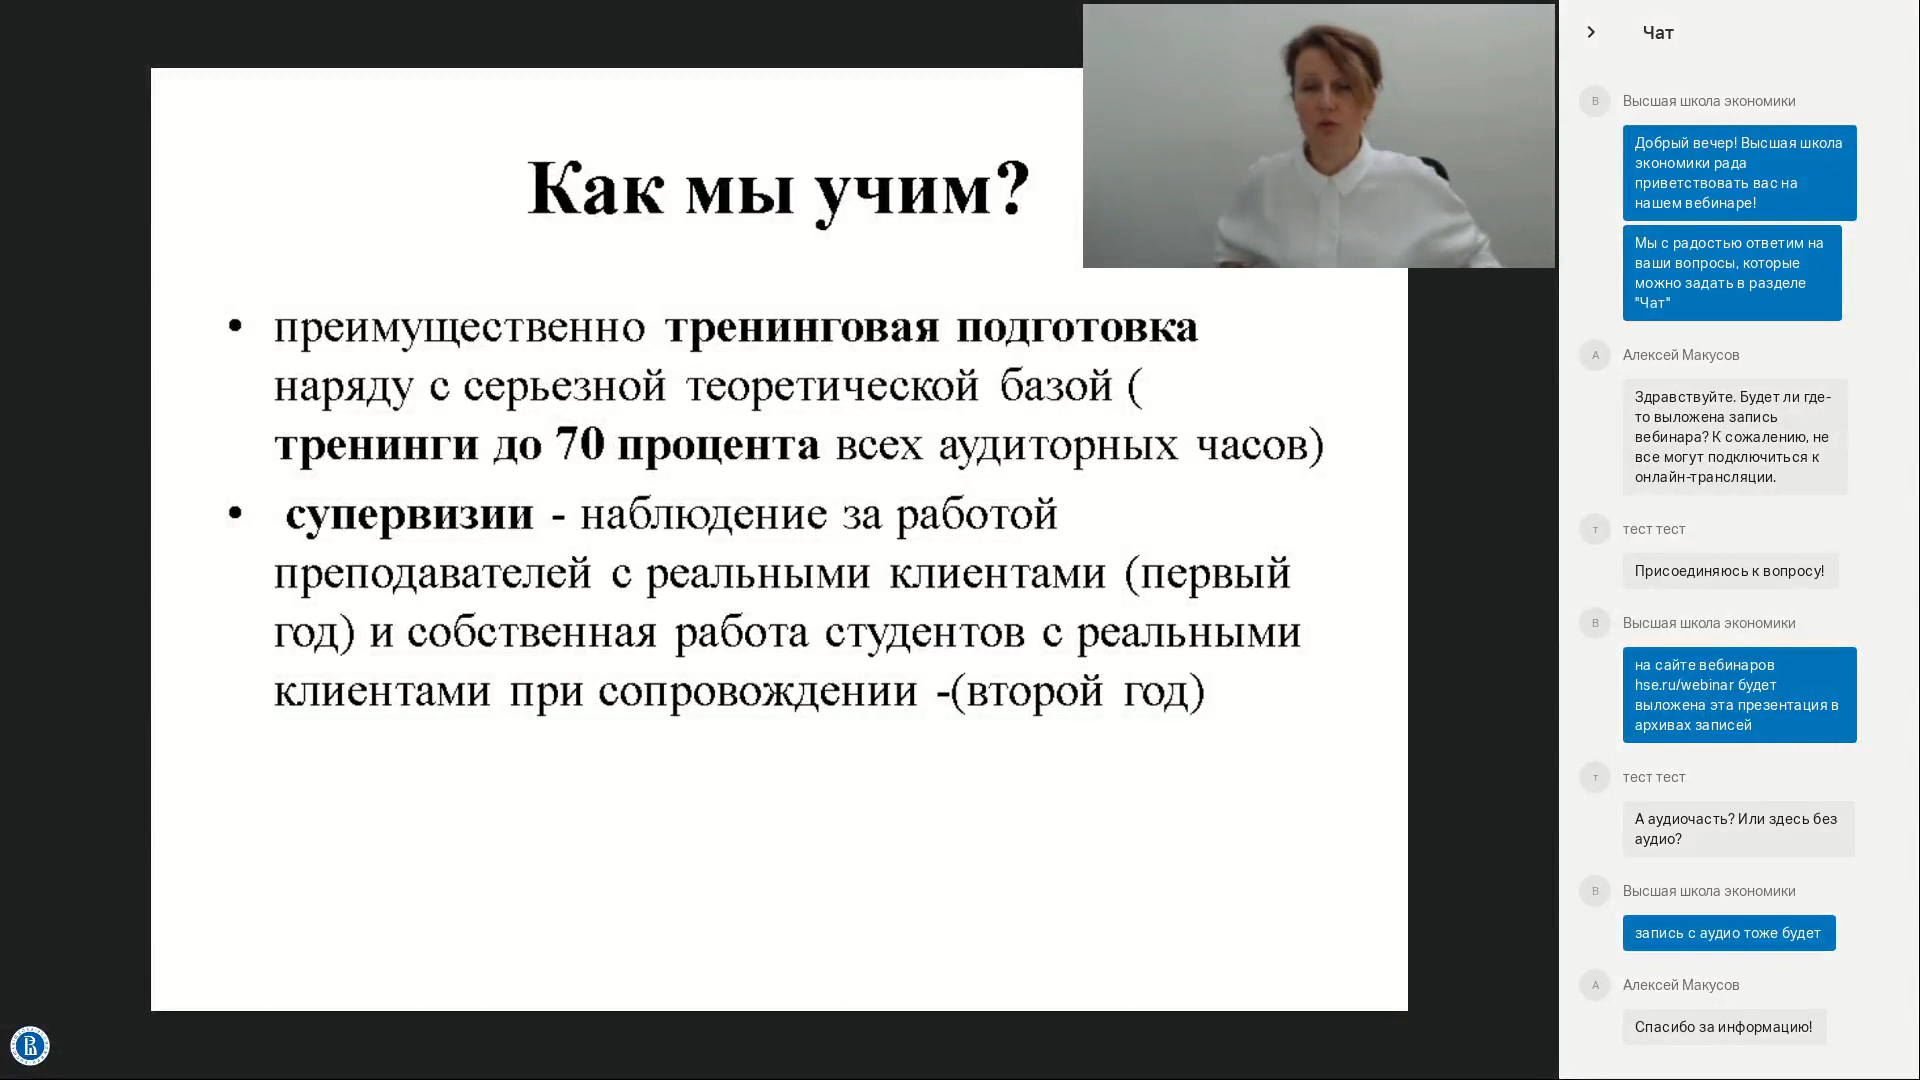 Как мы учим?
• преимущественно тренинговая подготовка
наряду с серьезной теоретической базой (
тренинги до 70 процента всех аудиторных часов)
• супервизии - наблюдение за работой
преподавателей с реальными клиентами (первый
год) и собственная работа студентов с реальными
клиентами при сопровождении -(второй год)
Чат
В
Высшая школа экономики
Добрый вечер! Высшая школа
экономики рада
приветствовать вас на
нашем вебинаре!
Мы с радостью ответим на
ваши вопросы, которые
можно задать в разделе
"Чат"
А
Алексей Макусов
Здравствуйте. Будет ли где-
то выложена запись
вебинара? К сожалению, не
все могут подключиться к
онлайн-трансляции.
т
тест тест
Присоединяюсь к вопросу!
В
Высшая школа экономики
на сайте вебинаров
hse.ru/webinar будет
выложена эта презентация в
архивах записей
т
тест тест
А аудиочасть? Или здесь без
аудио?
В
Высшая школа экономики
запись с аудио тоже будет
А
Алексей Макусов
Спасибо за информацию!